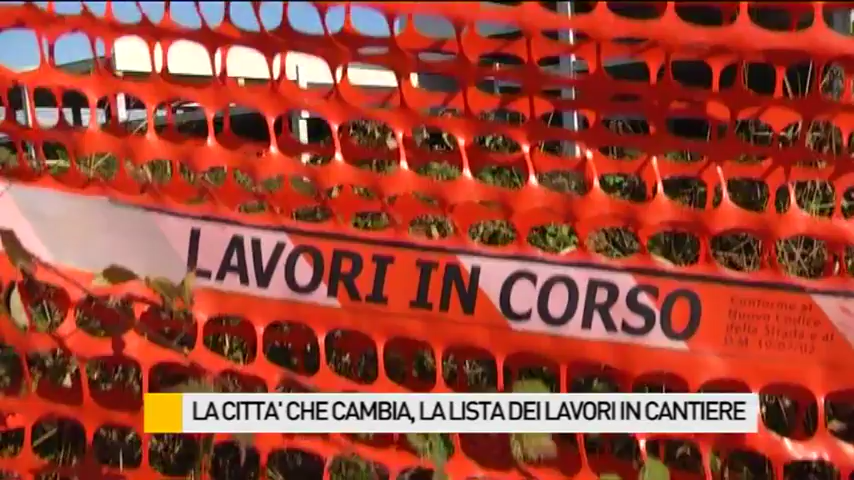 LAVORI IN CORSO
Conforme al
Nuovo Codice
della Strada e al
D.M. 10/07/02
LA CITTA' CHE CAMBIA, LA LISTA DEI LAVORI IN CANTIERE